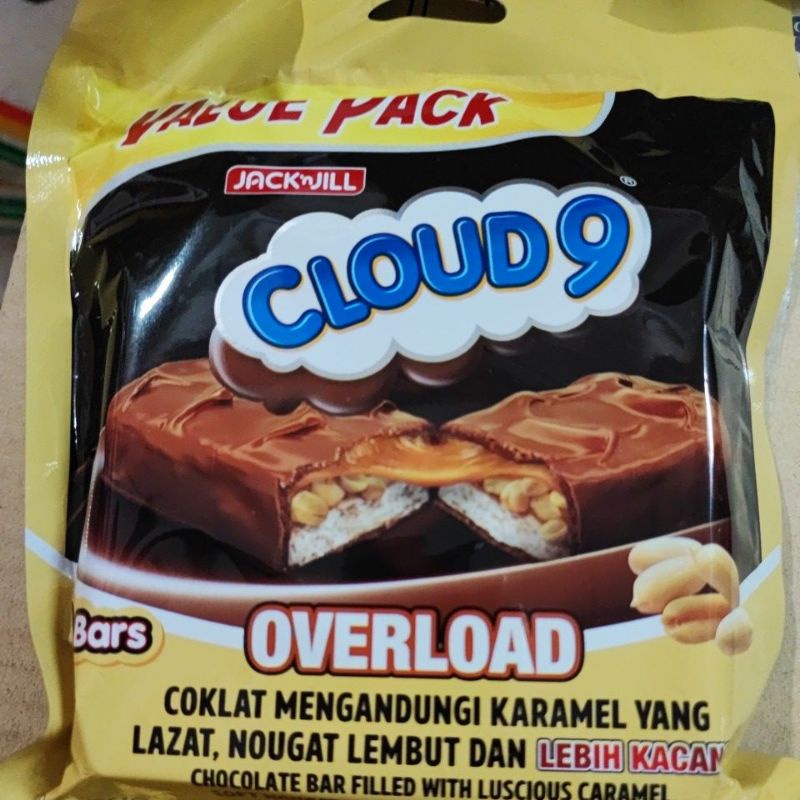 VALUE PACK
JACK'nJILL
CLOUD 9®
Bars
OVERLOAD
COKLAT MENGANDUNGI KARAMEL YANG
LAZAT, NOUGAT LEMBUT DAN LEBIH KACAN
CHOCOLATE BAR FILLED WITH LUSCIOUS CARAMEL